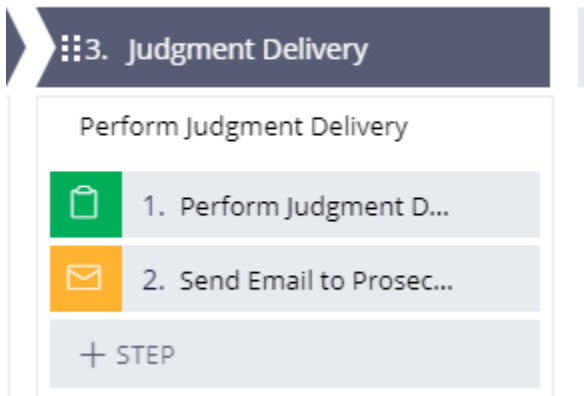 3. Judgment Delivery
Perform Judgment Delivery
1. Perform Judgment D...
2. Send Email to Prosec...
+ STEP